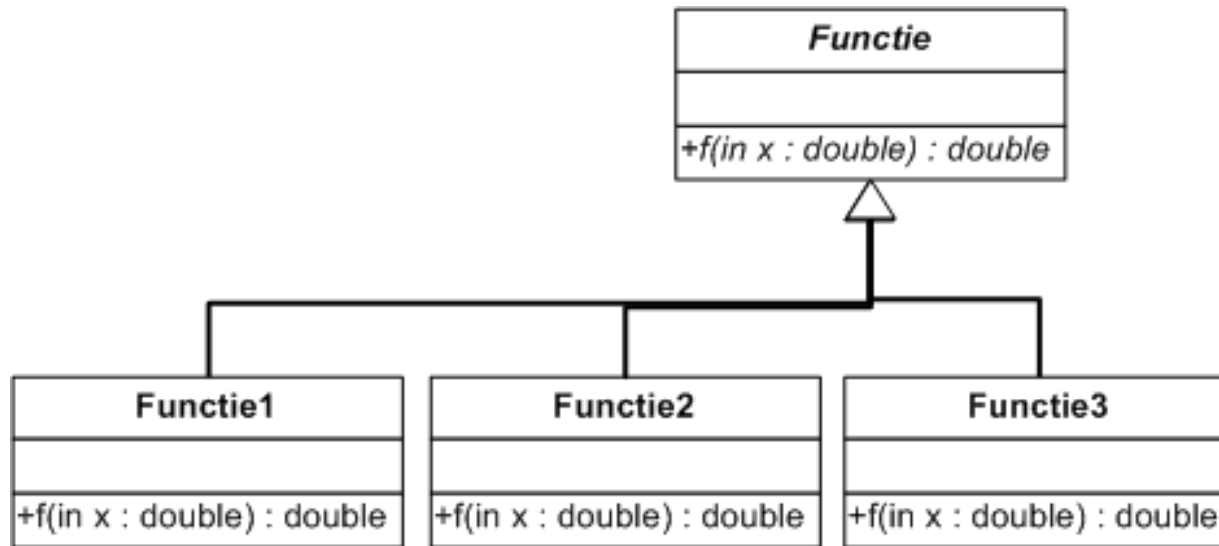 Functie
+f(in x : double) : double
Functie1
+f(in x : double) : double
Functie2
+f(in x : double) : double
Functie3
+f(in x : double) : double